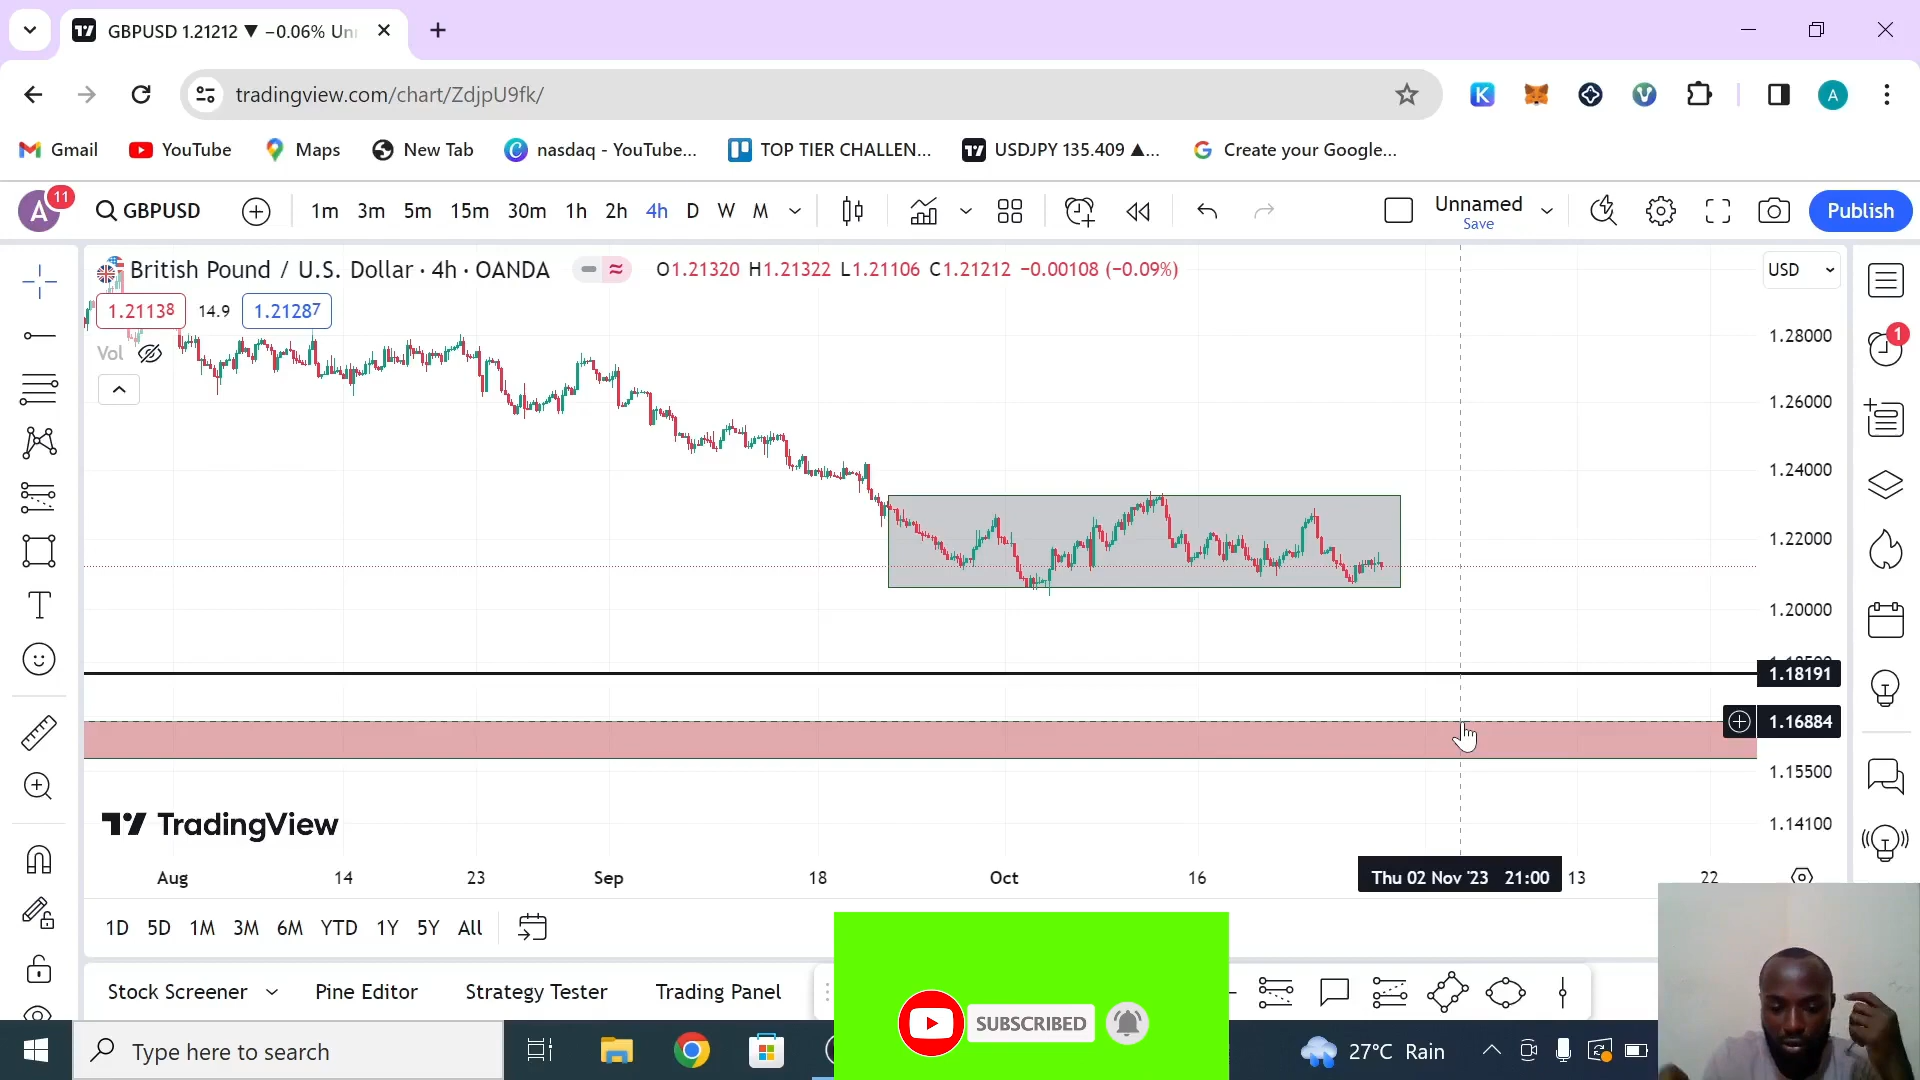 GBPUSD 1.21212 ▼ −0.06% Un
tradingview.com/chart/ZdjpU9fk/
A
Gmail
YouTube
Maps
New Tab
nasdaq - YouTube...
TOP TIER CHALLEN...
USDJPY 135.409 ▲...
Create your Google...
A
11
GBPUSD
1m 3m 5m 15m 30m 1h 2h 4h D W M
Unnamed
Save
Publish
British Pound / U.S. Dollar · 4h · OANDA
O1.21320 H1.21322 L1.21106 C1.21212 −0.00108 (−0.09%)
USD
1.21138
14.9
1.21287
Vol
1.28000
1
1.26000
1.24000
1.22000
1.20000
1.18191
1.16884
1.15500
1.14100
TradingView
Aug 14 23 Sep 18 Oct 16 Thu 02 Nov '23 21:00 13 22
1D 5D 1M 3M 6M YTD 1Y 5Y All
Stock Screener
Pine Editor
Strategy Tester
Trading Panel
SUBSCRIBED
Type here to search
27°C Rain